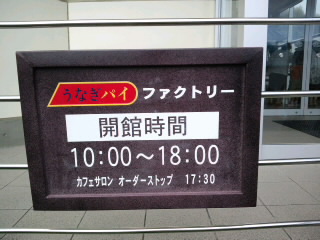 うなぎパイ ファクトリー
開館時間
10:00～18:00
カフェサロン オーダーストップ 17:30